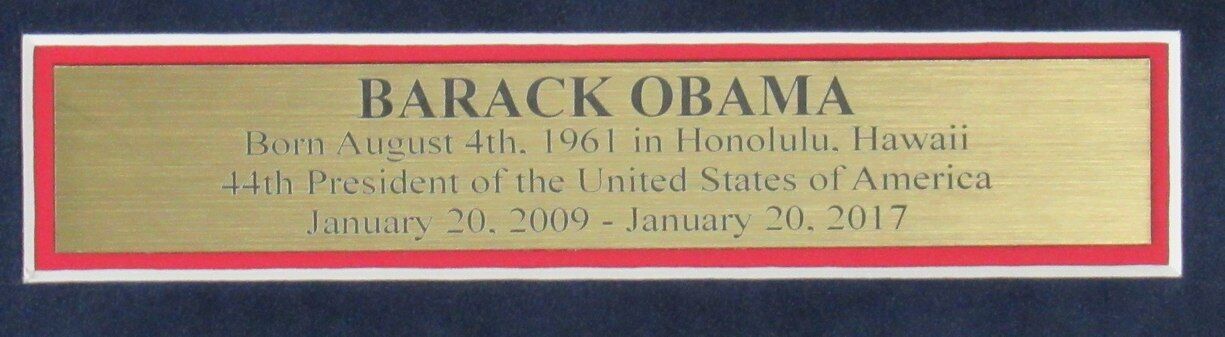 BARACK OBAMA
Born August 4th, 1961 in Honolulu, Hawaii
44th President of the United States of America
January 20, 2009 - January 20, 2017